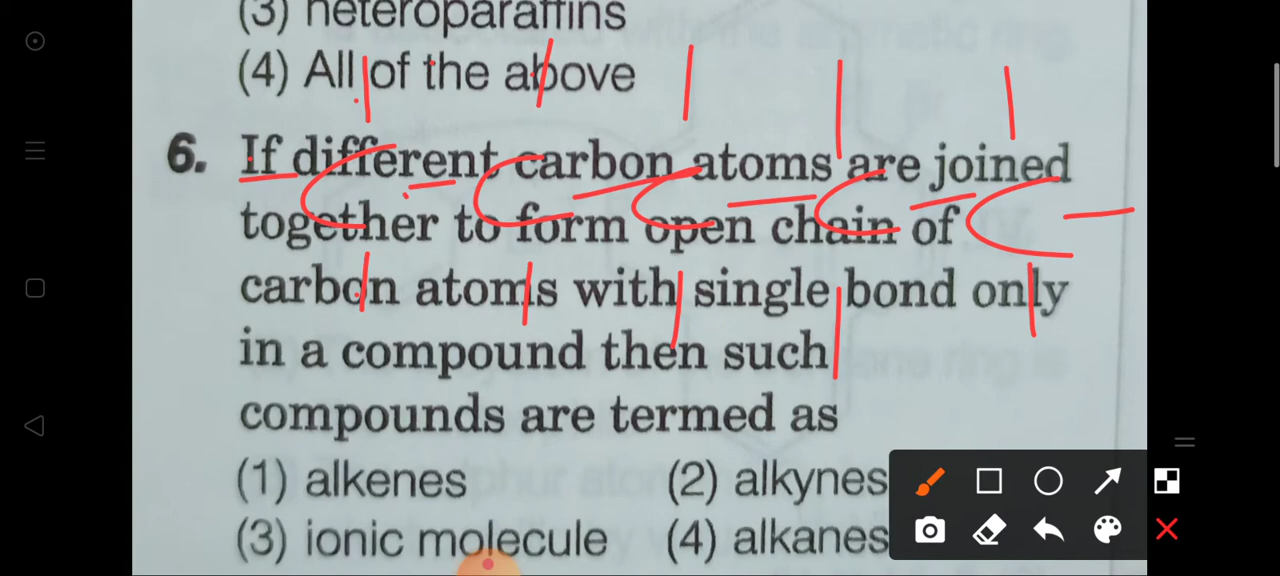 (3) heteroparaffins
(4) All of the above
6. If different carbon atoms are joined
together to form open chain of
carbon atoms with single bond only
in a compound then such
compounds are termed as
(1) alkenes (2) alkynes
(3) ionic molecule (4) alkanes